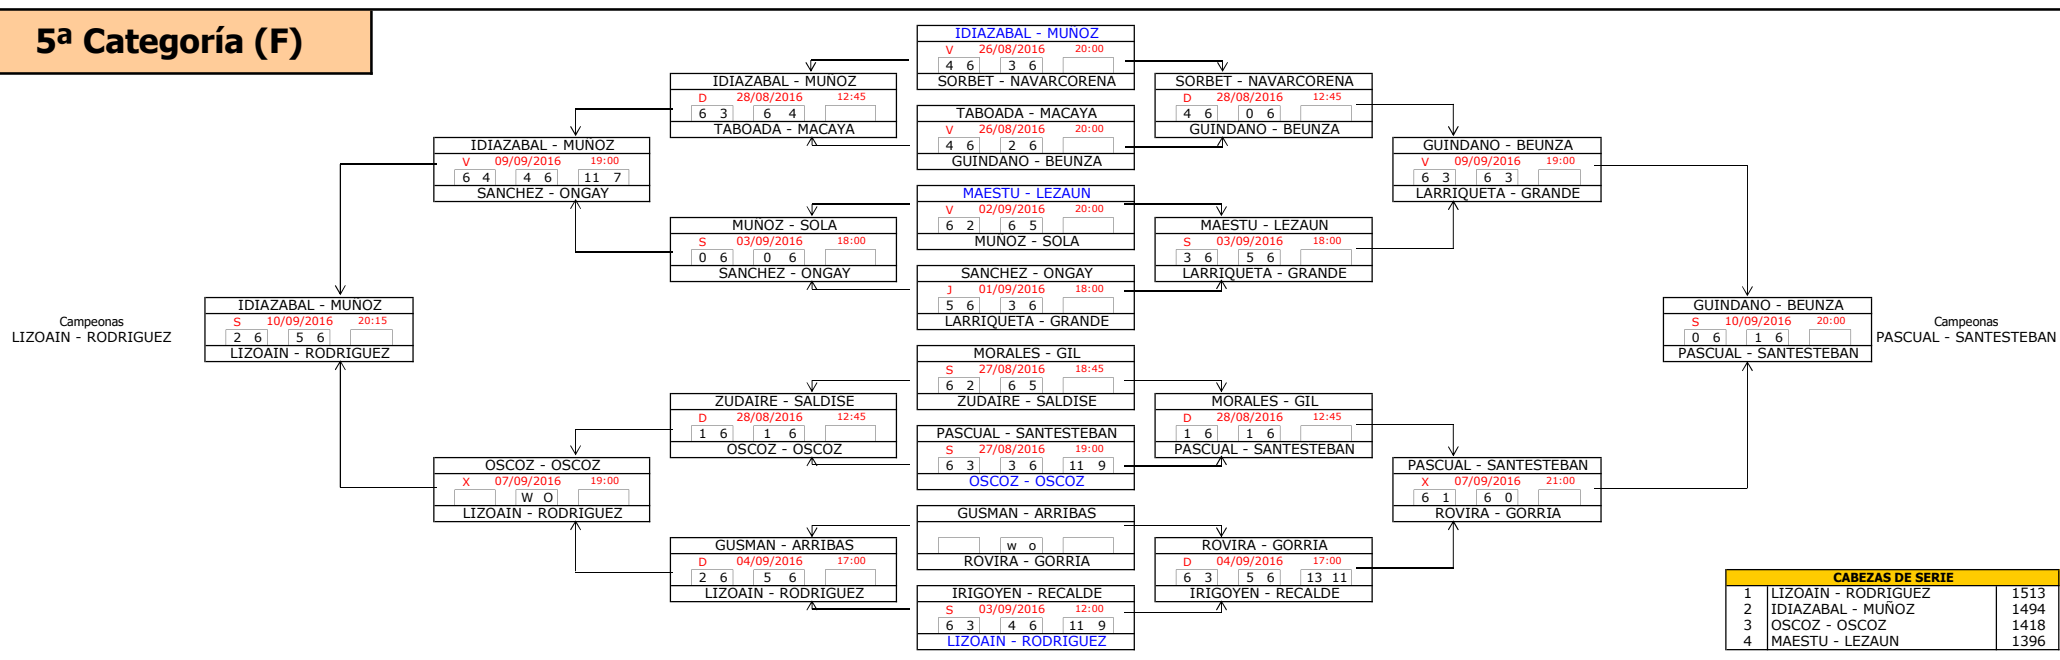 5ª Categoría (F)
IDIAZABAL - MUÑOZ
V 26/08/2016 20:00
4 6 3 6
SORBET - NAVARCORENA
TABOADA - MACAYA
V 26/08/2016 20:00
4 6 2 6
GUINDANO - BEUNZA
MAESTU - LEZAUN
V 02/09/2016 20:00
6 2 6 5
MUÑOZ - SOLA
SANCHEZ - ONGAY
J 01/09/2016 18:00
5 6 3 6
LARRIQUETA - GRANDE
MORALES - GIL
S 27/08/2016 18:45
6 2 6 5
ZUDAIRE - SALDISE
PASCUAL - SANTESTEBAN
S 27/08/2016 19:00
6 3 3 6 11 9
OSCOZ - OSCOZ
GUSMAN - ARRIBAS
w o
ROVIRA - GORRIA
IRIGOYEN - RECALDE
S 03/09/2016 12:00
6 3 4 6 11 9
LIZOAIN - RODRIGUEZ
IDIAZABAL - MUÑOZ
D 28/08/2016 12:45
6 3 6 4
TABOADA - MACAYA
MUÑOZ - SOLA
S 03/09/2016 18:00
0 6 0 6
SANCHEZ - ONGAY
ZUDAIRE - SALDISE
D 28/08/2016 12:45
1 6 1 6
OSCOZ - OSCOZ
GUSMAN - ARRIBAS
D 04/09/2016 17:00
2 6 5 6
LIZOAIN - RODRIGUEZ
IDIAZABAL - MUÑOZ
V 09/09/2016 19:00
6 4 4 6 11 7
SANCHEZ - ONGAY
OSCOZ - OSCOZ
X 07/09/2016 19:00
W O
LIZOAIN - RODRIGUEZ
IDIAZABAL - MUÑOZ
S 10/09/2016 20:15
2 6 5 6
LIZOAIN - RODRIGUEZ
Campeonas
LIZOAIN - RODRIGUEZ
SORBET - NAVARCORENA
D 28/08/2016 12:45
4 6 0 6
GUINDANO - BEUNZA
MAESTU - LEZAUN
S 03/09/2016 18:00
3 6 5 6
LARRIQUETA - GRANDE
MORALES - GIL
D 28/08/2016 12:45
1 6 1 6
PASCUAL - SANTESTEBAN
ROVIRA - GORRIA
D 04/09/2016 17:00
6 3 5 6 13 11
IRIGOYEN - RECALDE
GUINDANO - BEUNZA
V 09/09/2016 19:00
6 3 6 3
LARRIQUETA - GRANDE
PASCUAL - SANTESTEBAN
X 07/09/2016 21:00
6 1 6 0
ROVIRA - GORRIA
GUINDANO - BEUNZA
S 10/09/2016 20:00
0 6 1 6
PASCUAL - SANTESTEBAN
Campeonas
PASCUAL - SANTESTEBAN
CABEZAS DE SERIE
1 LIZOAIN - RODRIGUEZ 1513
2 IDIAZABAL - MUÑOZ 1494
3 OSCOZ - OSCOZ 1418
4 MAESTU - LEZAUN 1396